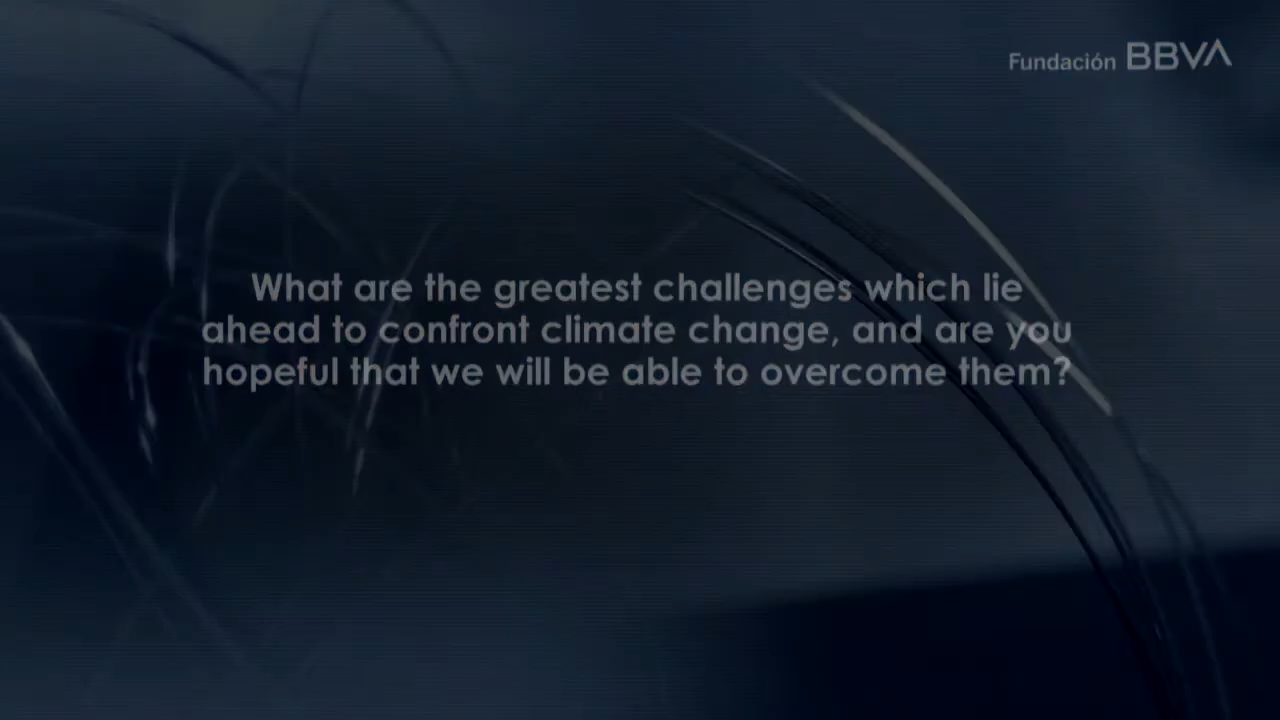 Fundación BBVA
What are the greatest challenges which lie
ahead to confront climate change, and are you
hopeful that we will be able to overcome them?